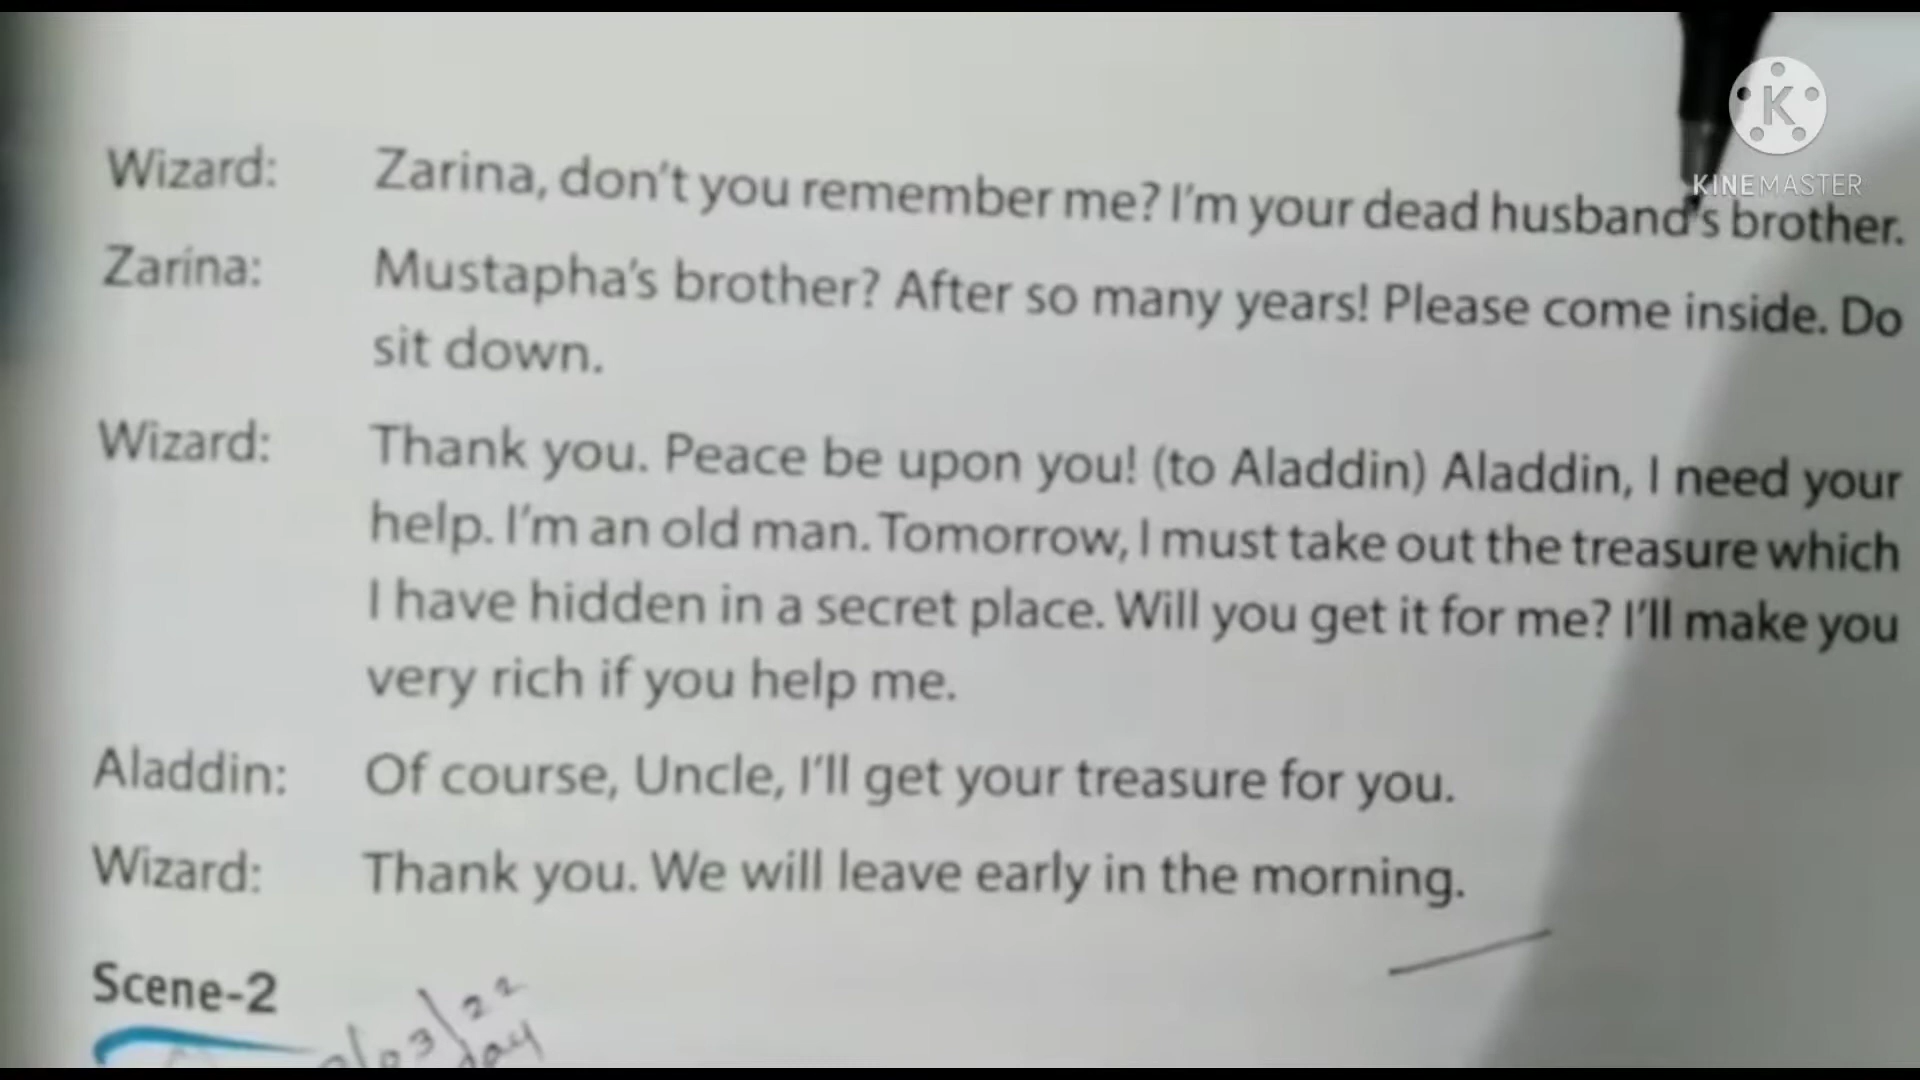 Wizard: Zarina, don't you remember me? I'm your dead husband's brother.
Zarina: Mustapha's brother? After so many years! Please come inside. Do
sit down.
Wizard: Thank you. Peace be upon you! (to Aladdin) Aladdin, I need your
help. I'm an old man. Tomorrow, I must take out the treasure which
I have hidden in a secret place. Will you get it for me? I'll make you
very rich if you help me.
Aladdin: Of course, Uncle, I'll get your treasure for you.
Wizard: Thank you. We will leave early in the morning.
Scene-2
/03/22
K
KINEMASTER